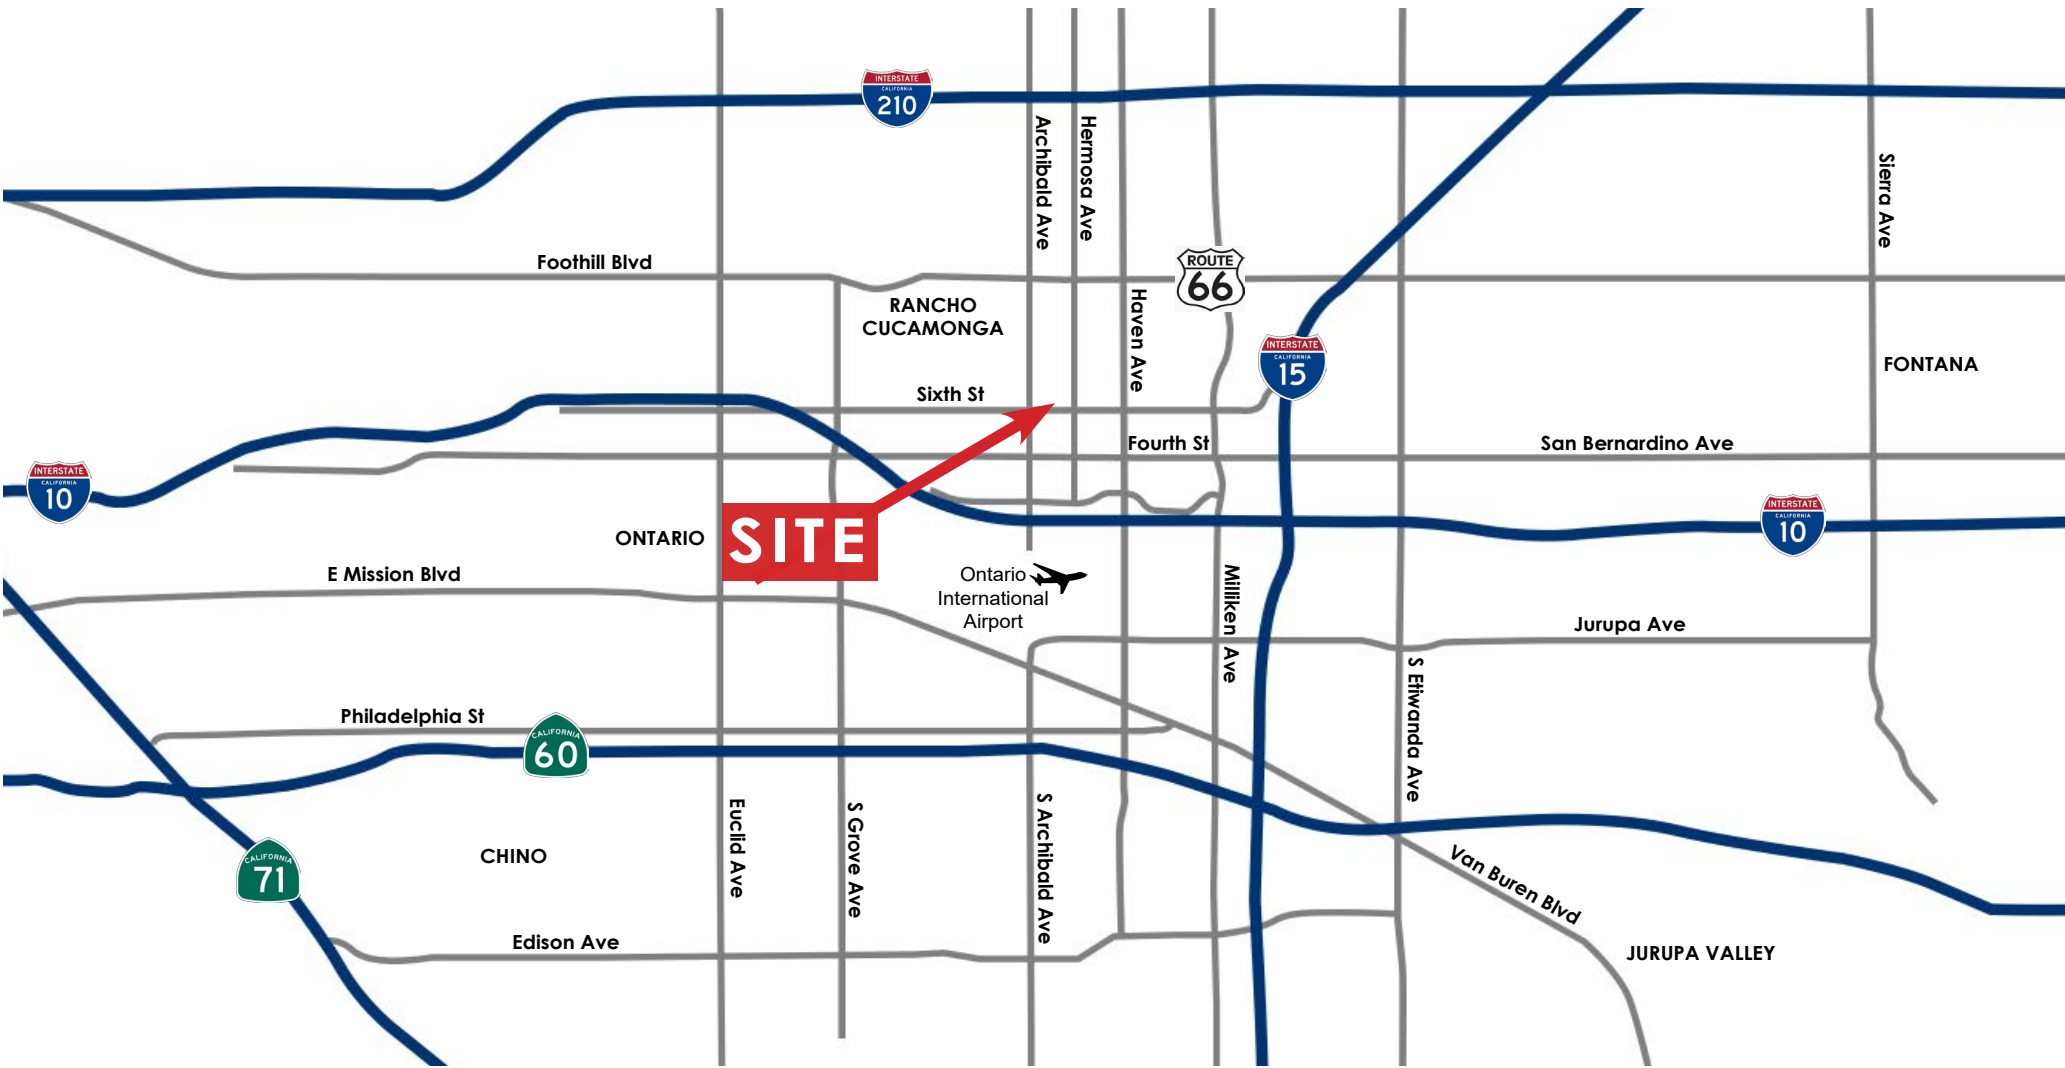 INTERSTATE
CALIFORNIA
210
Archibald Ave
Hermosa Ave
Sierra Ave
Foothill Blvd
ROUTE
66
RANCHO
CUCAMONGA
Haven Ave
INTERSTATE
CALIFORNIA
15
FONTANA
Sixth St
Fourth St
San Bernardino Ave
INTERSTATE
CALIFORNIA
10
INTERSTATE
CALIFORNIA
10
ONTARIO
SITE
E Mission Blvd
Ontario
International
Airport
Milliken Ave
Jurupa Ave
S Etiwanda Ave
Philadelphia St
CALIFORNIA
60
Euclid Ave
S Grove Ave
S Archibald Ave
CHINO
CALIFORNIA
71
Van Buren Blvd
Edison Ave
JURUPA VALLEY